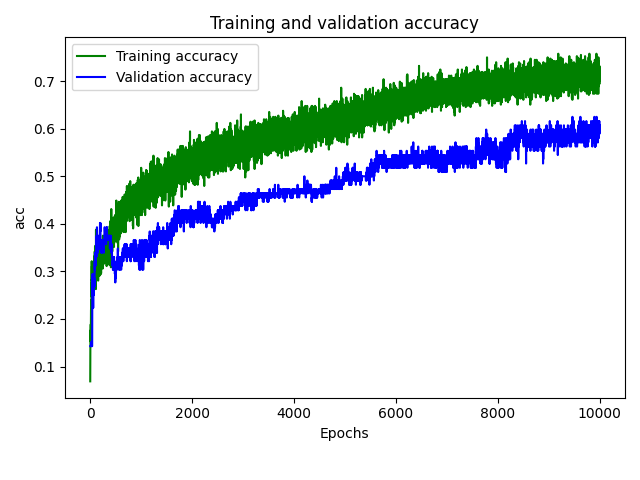 Training and validation accuracy
Training accuracy
Validation accuracy
acc
0.7
0.6
0.5
0.4
0.3
0.2
0.1
0 2000 4000 6000 8000 10000
Epochs